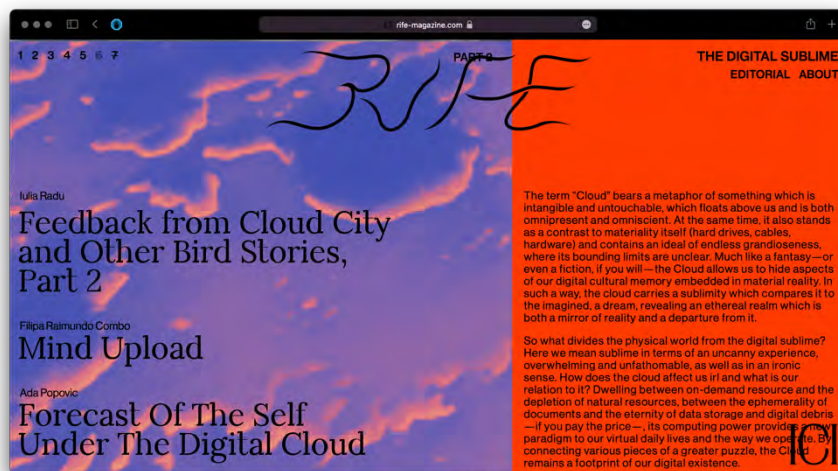 rife-magazine.com
1 2 3 4 5 6 7
RIFE
PART 2
THE DIGITAL SUBLIME
EDITORIAL ABOUT
Iulia Radu
Feedback from Cloud City
and Other Bird Stories,
Part 2
Filipa Raimundo Combo
Mind Upload
Ada Popovic
Forecast Of The Self
Under The Digital Cloud
The term "Cloud" bears a metaphor of something which is
intangible and untouchable, which floats above us and is both
omnipresent and omniscient. At the same time, it also stands
as a contrast to materiality itself (hard drives, cables,
hardware) and contains an ideal of endless grandioseness,
where its bounding limits are unclear. Much like a fantasy—or
even a fiction, if you will—the Cloud allows us to hide aspects
of our digital cultural memory embedded in material reality. In
such a way, the cloud carries a sublimity which compares it to
the imagined, a dream, revealing an ethereal realm which is
both a mirror of reality and a departure from it.
So what divides the physical world from the digital sublime?
Here we mean sublime in terms of an uncanny experience,
overwhelming and unfathomable, as well as in an ironic
sense. How does the cloud affect us irl and what is our
relation to it? Dwelling between on-demand resource and the
depletion of natural resources, between the ephemerality of
documents and the eternity of data storage and digital debris
—if you pay the price—, its computing power provides a new
paradigm to our virtual daily lives and the way we operate. By
connecting various pieces of a greater puzzle, the Cloud
remains a footprint of our digital existence.